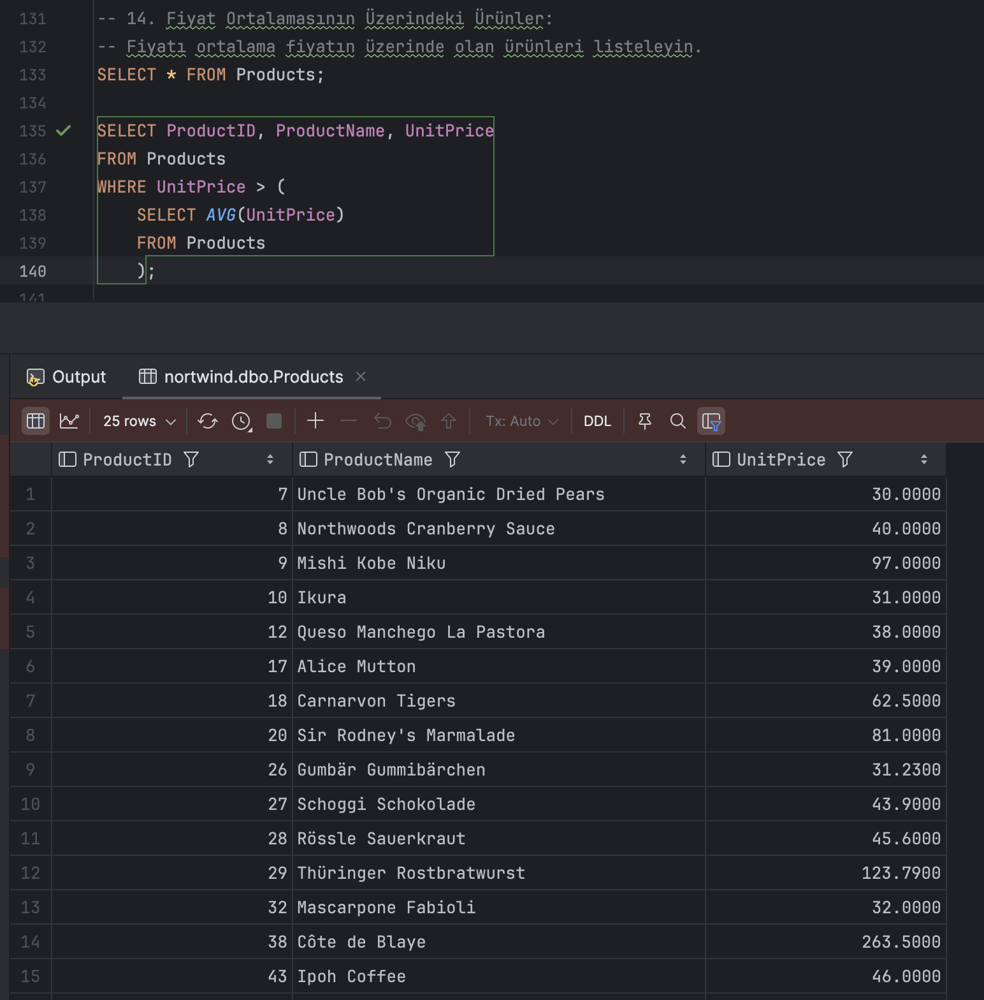 131 -- 14. Fiyat Ortalamasının Üzerindeki Ürünler:
132 -- Fiyatı ortalama fiyatın üzerinde olan ürünleri listeleyin.
133 SELECT * FROM Products;
134
135 SELECT ProductID, ProductName, UnitPrice
136 FROM Products
137 WHERE UnitPrice > (
138 SELECT AVG(UnitPrice)
139 FROM Products
140 );
141
Output nortwind.dbo.Products
25 rows Tx: Auto DDL
ProductID ProductName UnitPrice
1 7 Uncle Bob's Organic Dried Pears 30.0000
2 8 Northwoods Cranberry Sauce 40.0000
3 9 Mishi Kobe Niku 97.0000
4 10 Ikura 31.0000
5 12 Queso Manchego La Pastora 38.0000
6 17 Alice Mutton 39.0000
7 18 Carnarvon Tigers 62.5000
8 20 Sir Rodney's Marmalade 81.0000
9 26 Gumbär Gummibärchen 31.2300
10 27 Schoggi Schokolade 43.9000
11 28 Rössle Sauerkraut 45.6000
12 29 Thüringer Rostbratwurst 123.7900
13 32 Mascarpone Fabioli 32.0000
14 38 Côte de Blaye 263.5000
15 43 Ipoh Coffee 46.0000